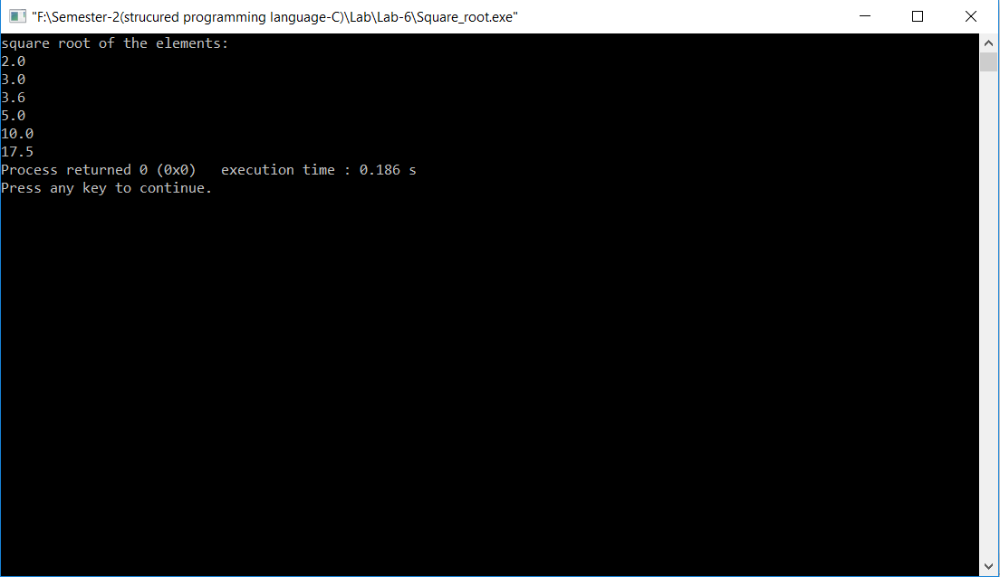 "F:\Semester-2(strucured programming language-C)\Lab\Lab-6\Square_root.exe"
square root of the elements:
2.0
3.0
3.6
5.0
10.0
17.5
Process returned 0 (0x0)   execution time : 0.186 s
Press any key to continue.